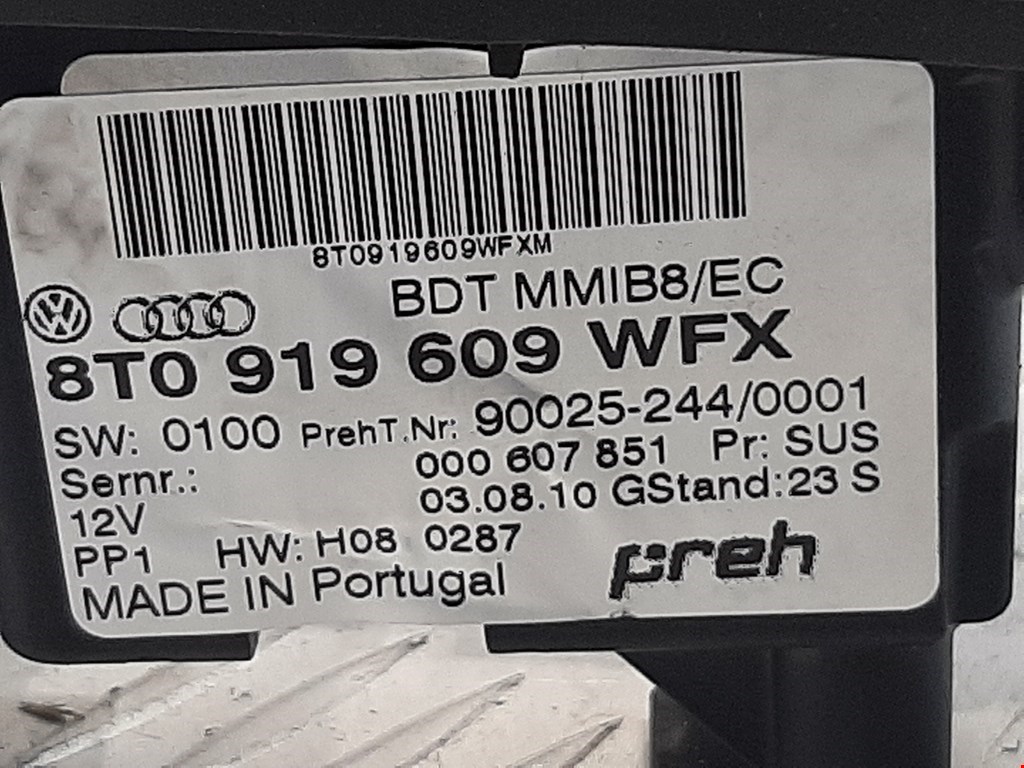 8T0919609WFXM
BDT MMIB8/EC
8T0 919 609 WFX
SW: 0100 PrehT.Nr: 90025-244/0001
Sernr.: 000 607 851 Pr: SUS
12V 03.08.10 GStand:23 S
PP1 HW: H08 0287
MADE IN Portugal preh